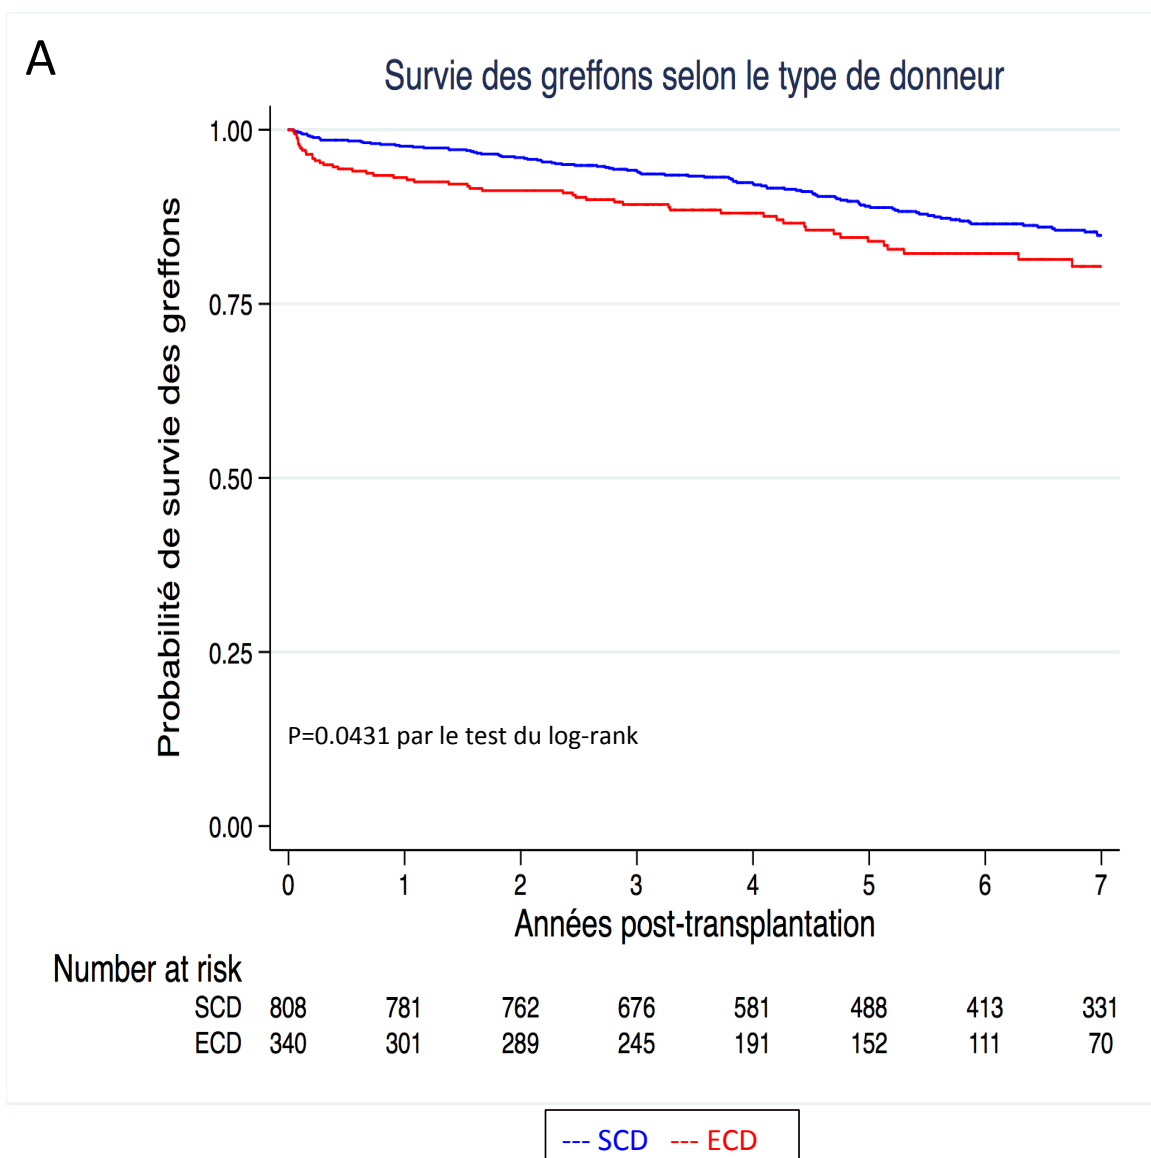 A
Survie des greffons selon le type de donneur
Probabilité de survie des greffons
1.00
0.75
0.50
0.25
0.00
P=0.0431 par le test du log-rank
0 1 2 3 4 5 6 7
Années post-transplantation
Number at risk
SCD 808 781 762 676 581 488 413 331
ECD 340 301 289 245 191 152 111 70
--- SCD --- ECD